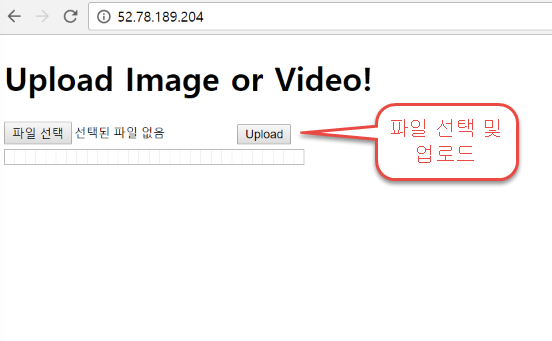 52.78.189.204
Upload Image or Video!
파일 선택 선택된 파일 없음 Upload
파일 선택 및
업로드